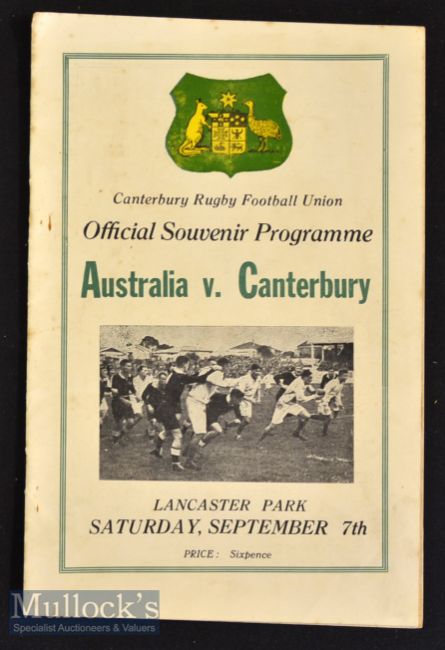 Canterbury Rugby Football Union
Official Souvenir Programme
Australia v. Canterbury
LANCASTER PARK
SATURDAY, SEPTEMBER 7th
PRICE: Sixpence
Mullock's
Specialist Auctioneers & Valuers